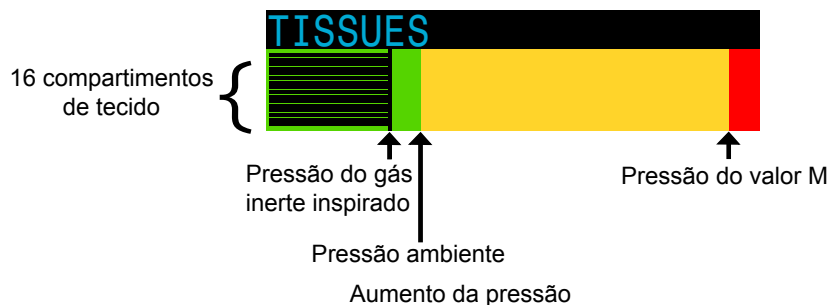 TISSUES
16 compartimentos
de tecido
Pressão do gás
inerte inspirado
Pressão do valor M
Pressão ambiente
Aumento da pressão